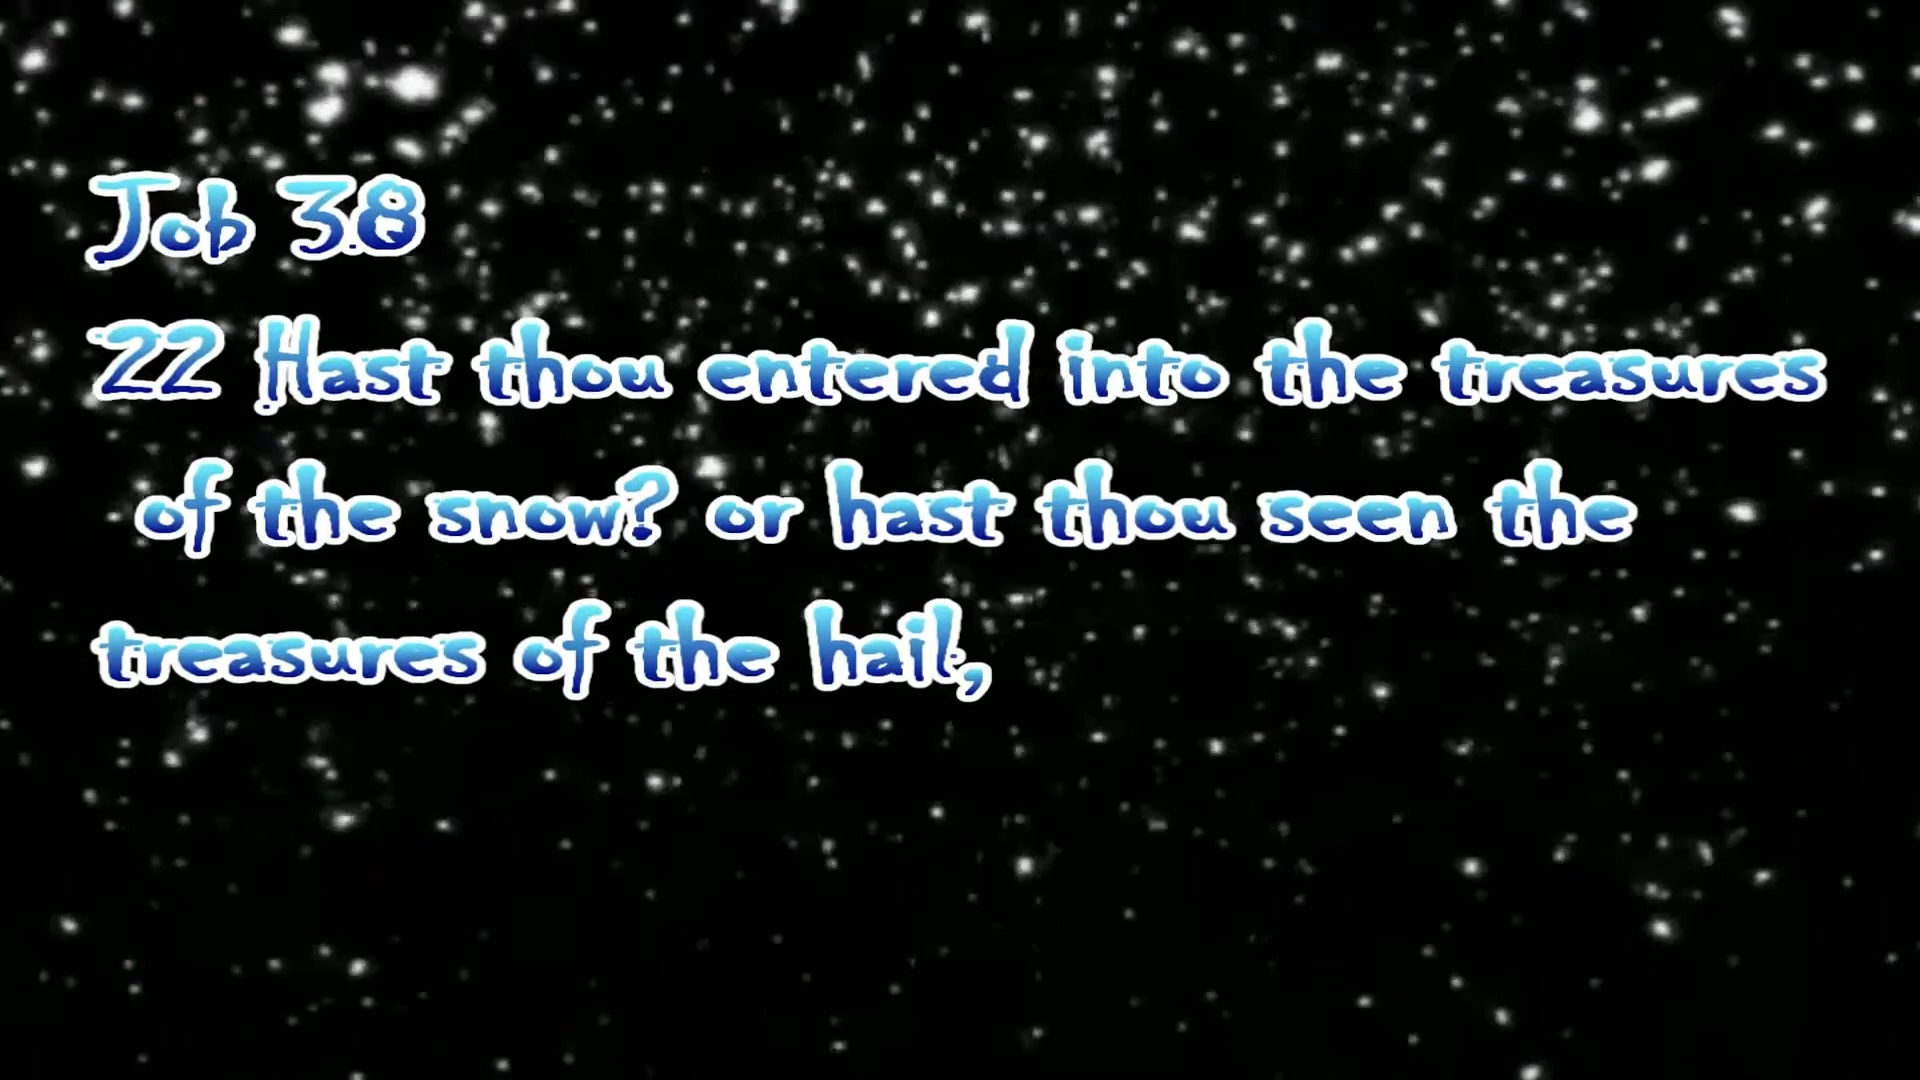 Job 38
22 Hast thou entered into the treasures
of the snow? or hast thou seen the
treasures of the hail,